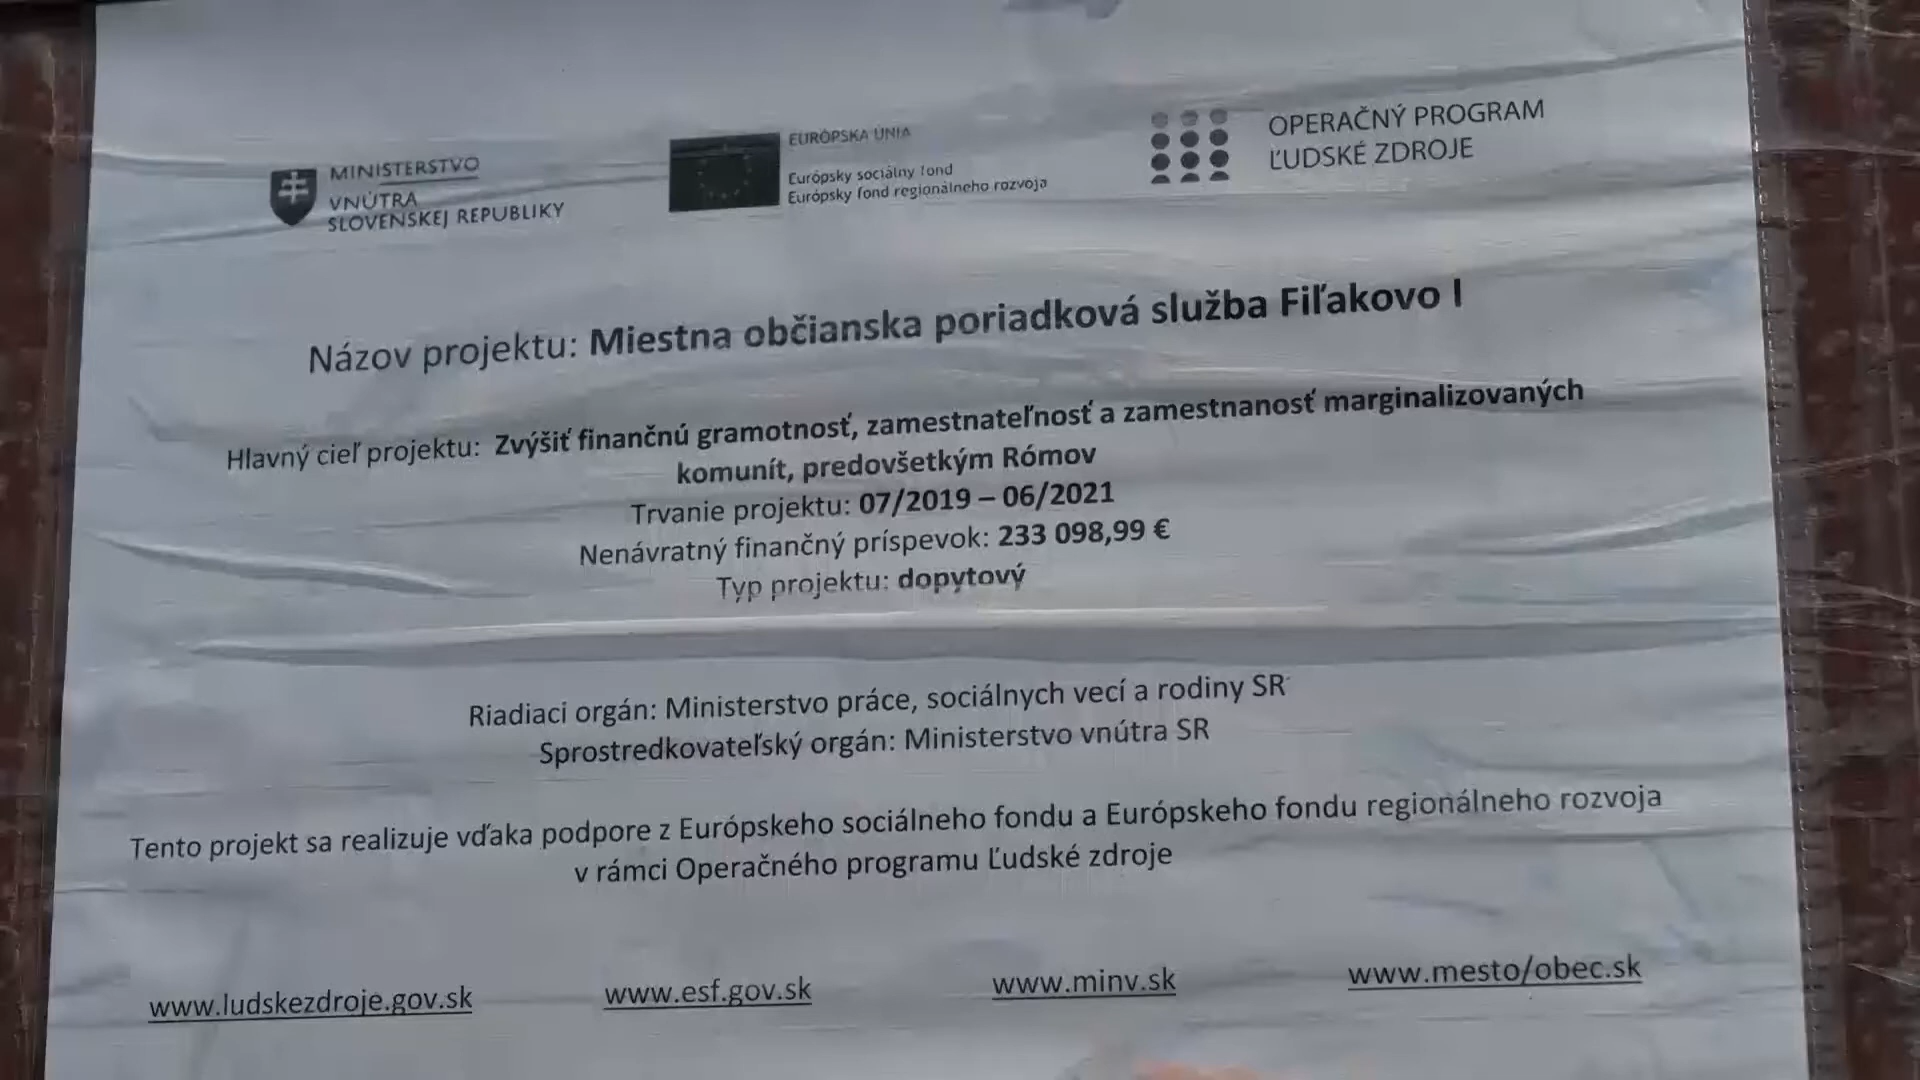 MINISTERSTVO
VNÚTRA
SLOVENSKEJ REPUBLIKY
EURÓPSKA ÚNIA
Európsky sociálny fond
Európsky fond regionálneho rozvoja
OPERAČNÝ PROGRAM
ĽUDSKÉ ZDROJE
Názov projektu: Miestna občianska poriadková služba Fiľakovo I
Hlavný cieľ projektu: Zvýšiť finančnú gramotnosť, zamestnateľnosť a zamestnanosť marginalizovaných
komunít, predovšetkým Rómov
Trvanie projektu: 07/2019 – 06/2021
Nenávratný finančný príspevok: 233 098,99 €
Typ projektu: dopytový
Riadiaci orgán: Ministerstvo práce, sociálnych vecí a rodiny SR
Sprostredkovateľský orgán: Ministerstvo vnútra SR
Tento projekt sa realizuje vďaka podpore z Európskeho sociálneho fondu a Európskeho fondu regionálneho rozvoja
v rámci Operačného programu Ľudské zdroje
www.ludskezdroje.gov.sk www.esf.gov.sk www.minv.sk www.mesto/obec.sk